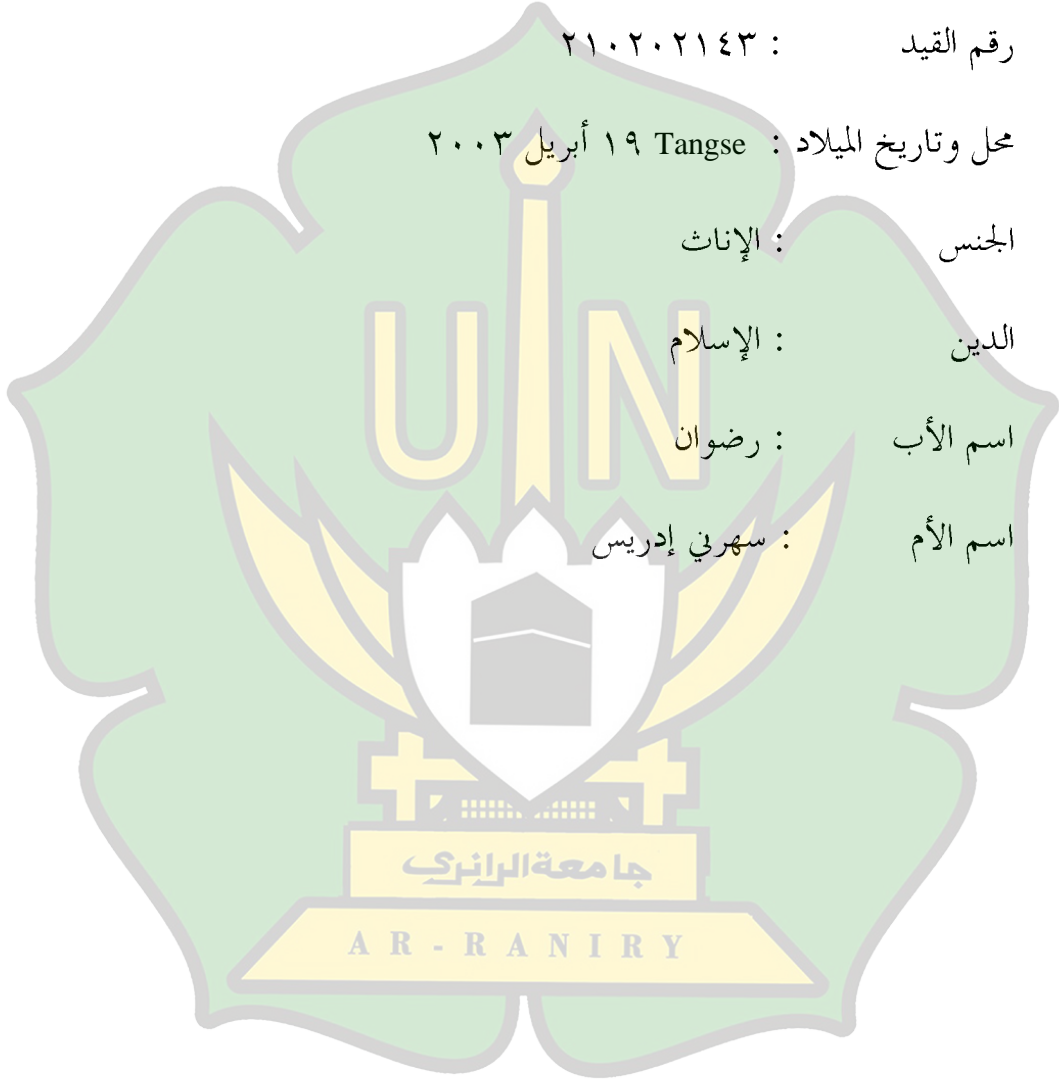 رقم القيد : ٢١٠٢٠٢١٤٣
محل وتاريخ الميلاد : Tangse ١٩ أبريل ٢٠٠٣
الجنس : الإناث
الدين : الإسلام
اسم الأب : رضوان
اسم الأم : سهرني إدريس
UIN
جامعة الرانري
AR-RANIRY